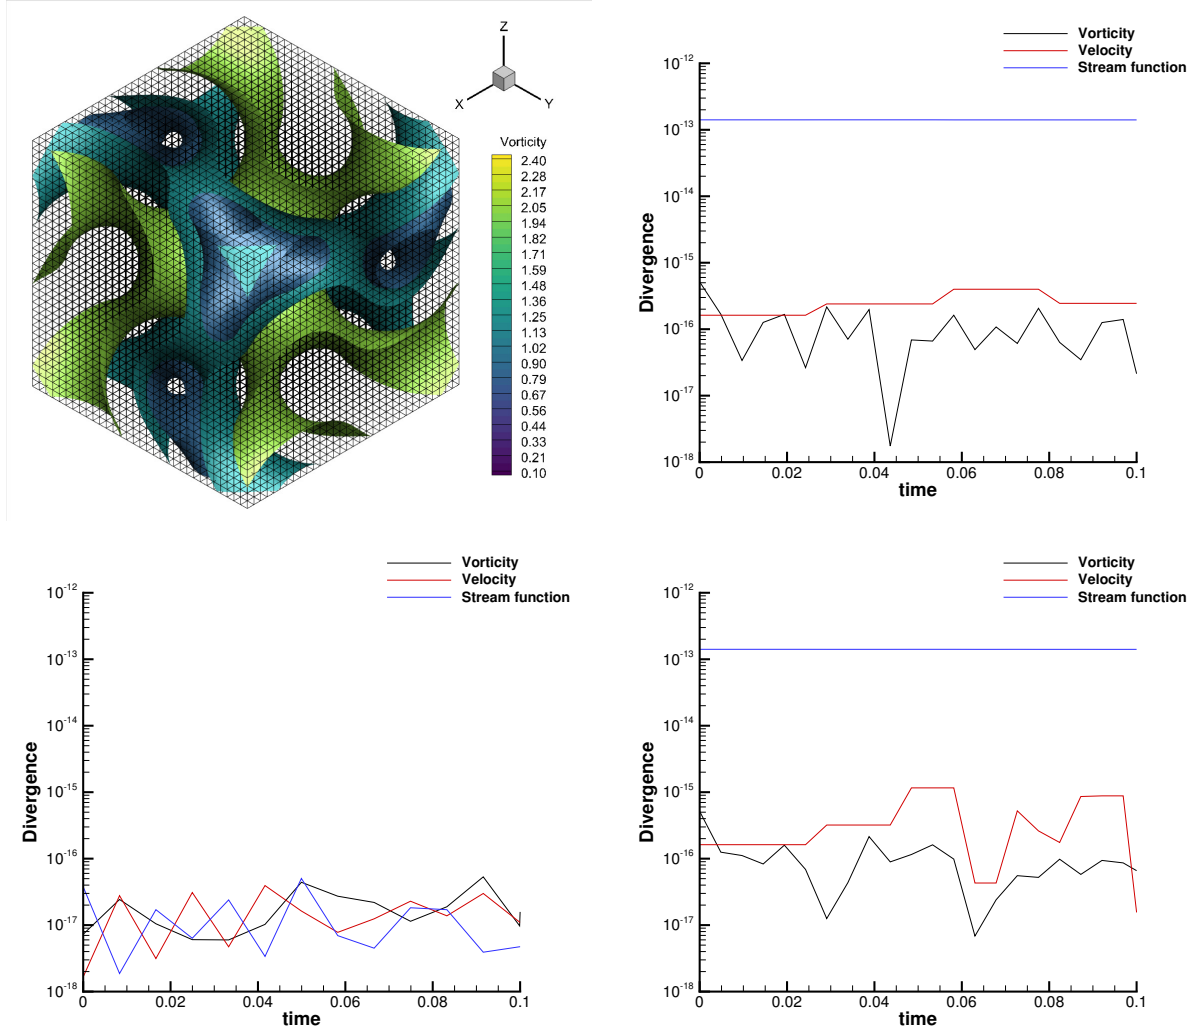 Z
X
Y
Vorticity
2.40
2.28
2.17
2.05
1.94
1.82
1.71
1.59
1.48
1.36
1.25
1.13
1.02
0.90
0.79
0.67
0.56
0.44
0.33
0.21
0.10
Vorticity
Velocity
Stream function
10^-12
10^-13
10^-14
10^-15
10^-16
10^-17
10^-18
Divergence
0 0.02 0.04 0.06 0.08 0.1
time
Vorticity
Velocity
Stream function
10^-12
10^-13
10^-14
10^-15
10^-16
10^-17
10^-18
Divergence
0 0.02 0.04 0.06 0.08 0.1
time
Vorticity
Velocity
Stream function
10^-12
10^-13
10^-14
10^-15
10^-16
10^-17
10^-18
Divergence
0 0.02 0.04 0.06 0.08 0.1
time